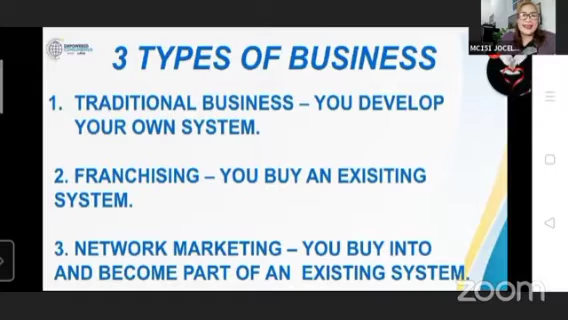 EMPOWERED
3 TYPES OF BUSINESS
MC151 JOCEL..
1. TRADITIONAL BUSINESS – YOU DEVELOP
YOUR OWN SYSTEM.
2. FRANCHISING – YOU BUY AN EXISITING
SYSTEM.
3. NETWORK MARKETING – YOU BUY INTO
AND BECOME PART OF AN EXISTING SYSTEM.
zoom